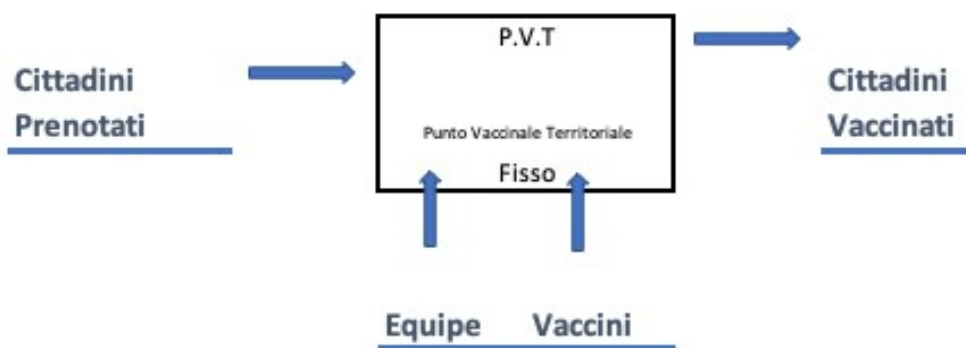 P.V.T
Cittadini
Prenotati
Punto Vaccinale Territoriale
Fisso
Cittadini
Vaccinati
Equipe Vaccini